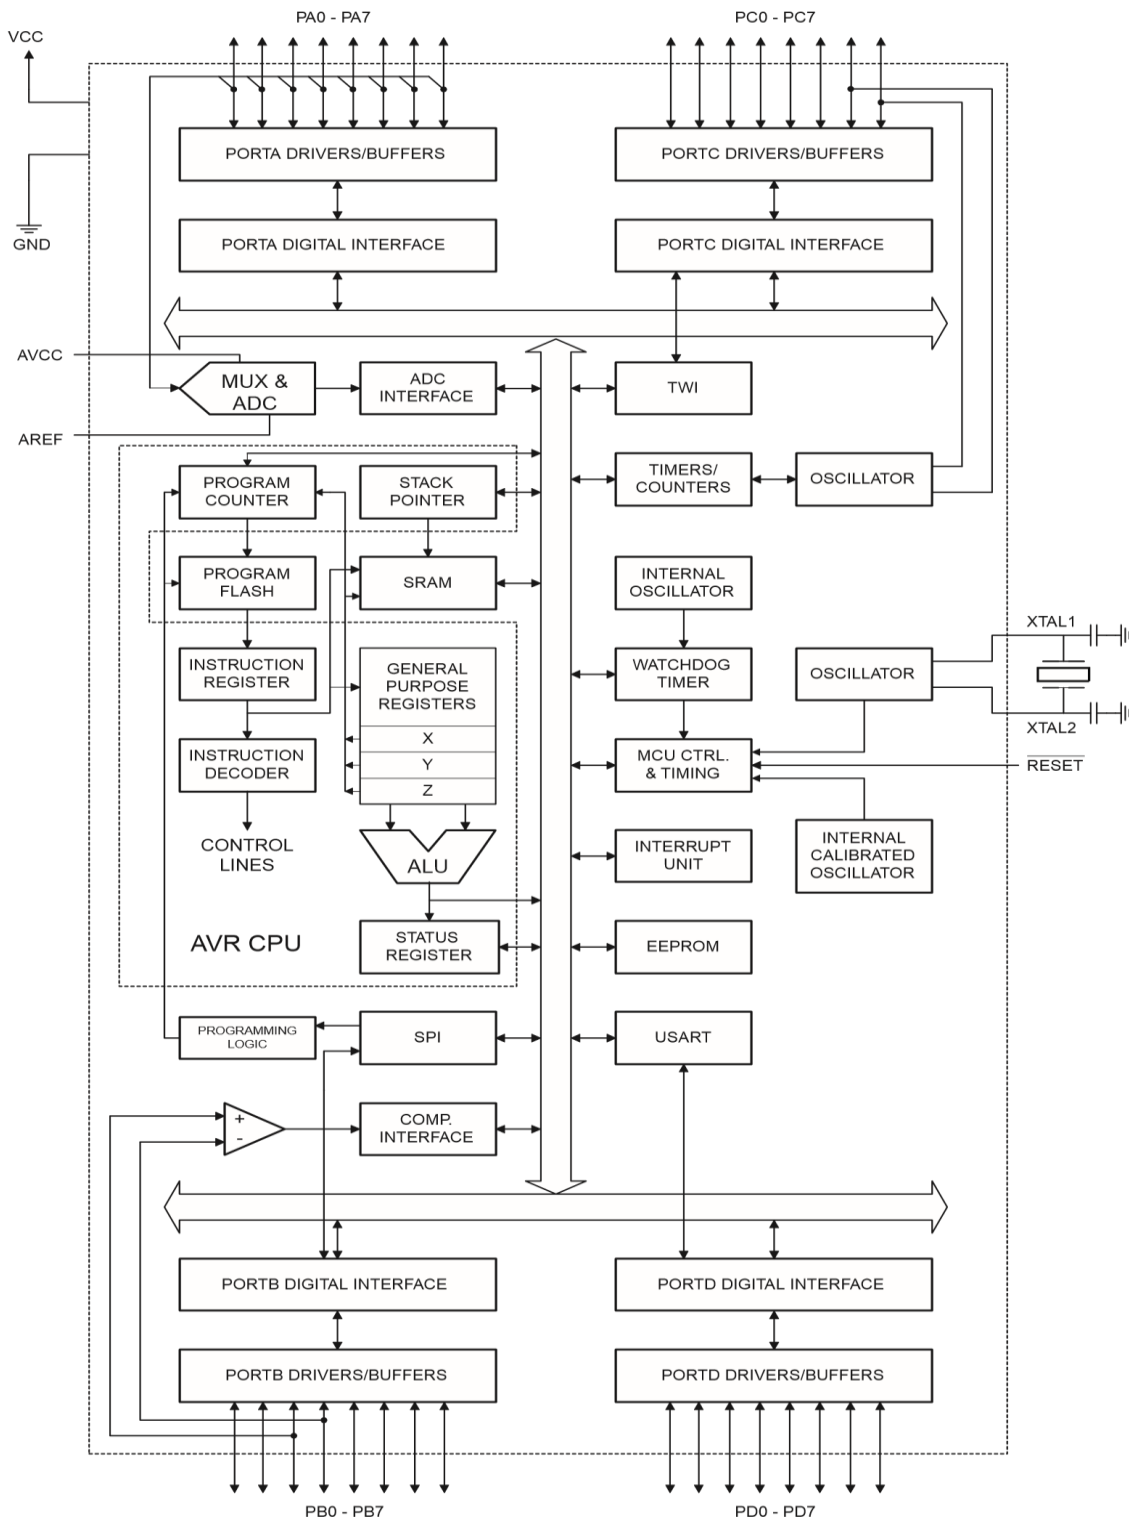 PA0 - PA7
PC0 - PC7
VCC
PORTA DRIVERS/BUFFERS
PORTC DRIVERS/BUFFERS
GND
PORTA DIGITAL INTERFACE
PORTC DIGITAL INTERFACE
AVCC
MUX &
ADC
ADC
INTERFACE
TWI
AREF
PROGRAM
COUNTER
STACK
POINTER
TIMERS/
COUNTERS
OSCILLATOR
PROGRAM
FLASH
SRAM
INTERNAL
OSCILLATOR
XTAL1
INSTRUCTION
REGISTER
GENERAL
PURPOSE
REGISTERS
WATCHDOG
TIMER
OSCILLATOR
XTAL2
X
Y
Z
INSTRUCTION
DECODER
MCU CTRL.
& TIMING
RESET
CONTROL
LINES
ALU
INTERRUPT
UNIT
INTERNAL
CALIBRATED
OSCILLATOR
AVR CPU
STATUS
REGISTER
EEPROM
PROGRAMMING
LOGIC
SPI
USART
+
-
COMP.
INTERFACE
PORTB DIGITAL INTERFACE
PORTD DIGITAL INTERFACE
PORTB DRIVERS/BUFFERS
PORTD DRIVERS/BUFFERS
PB0 - PB7
PD0 - PD7